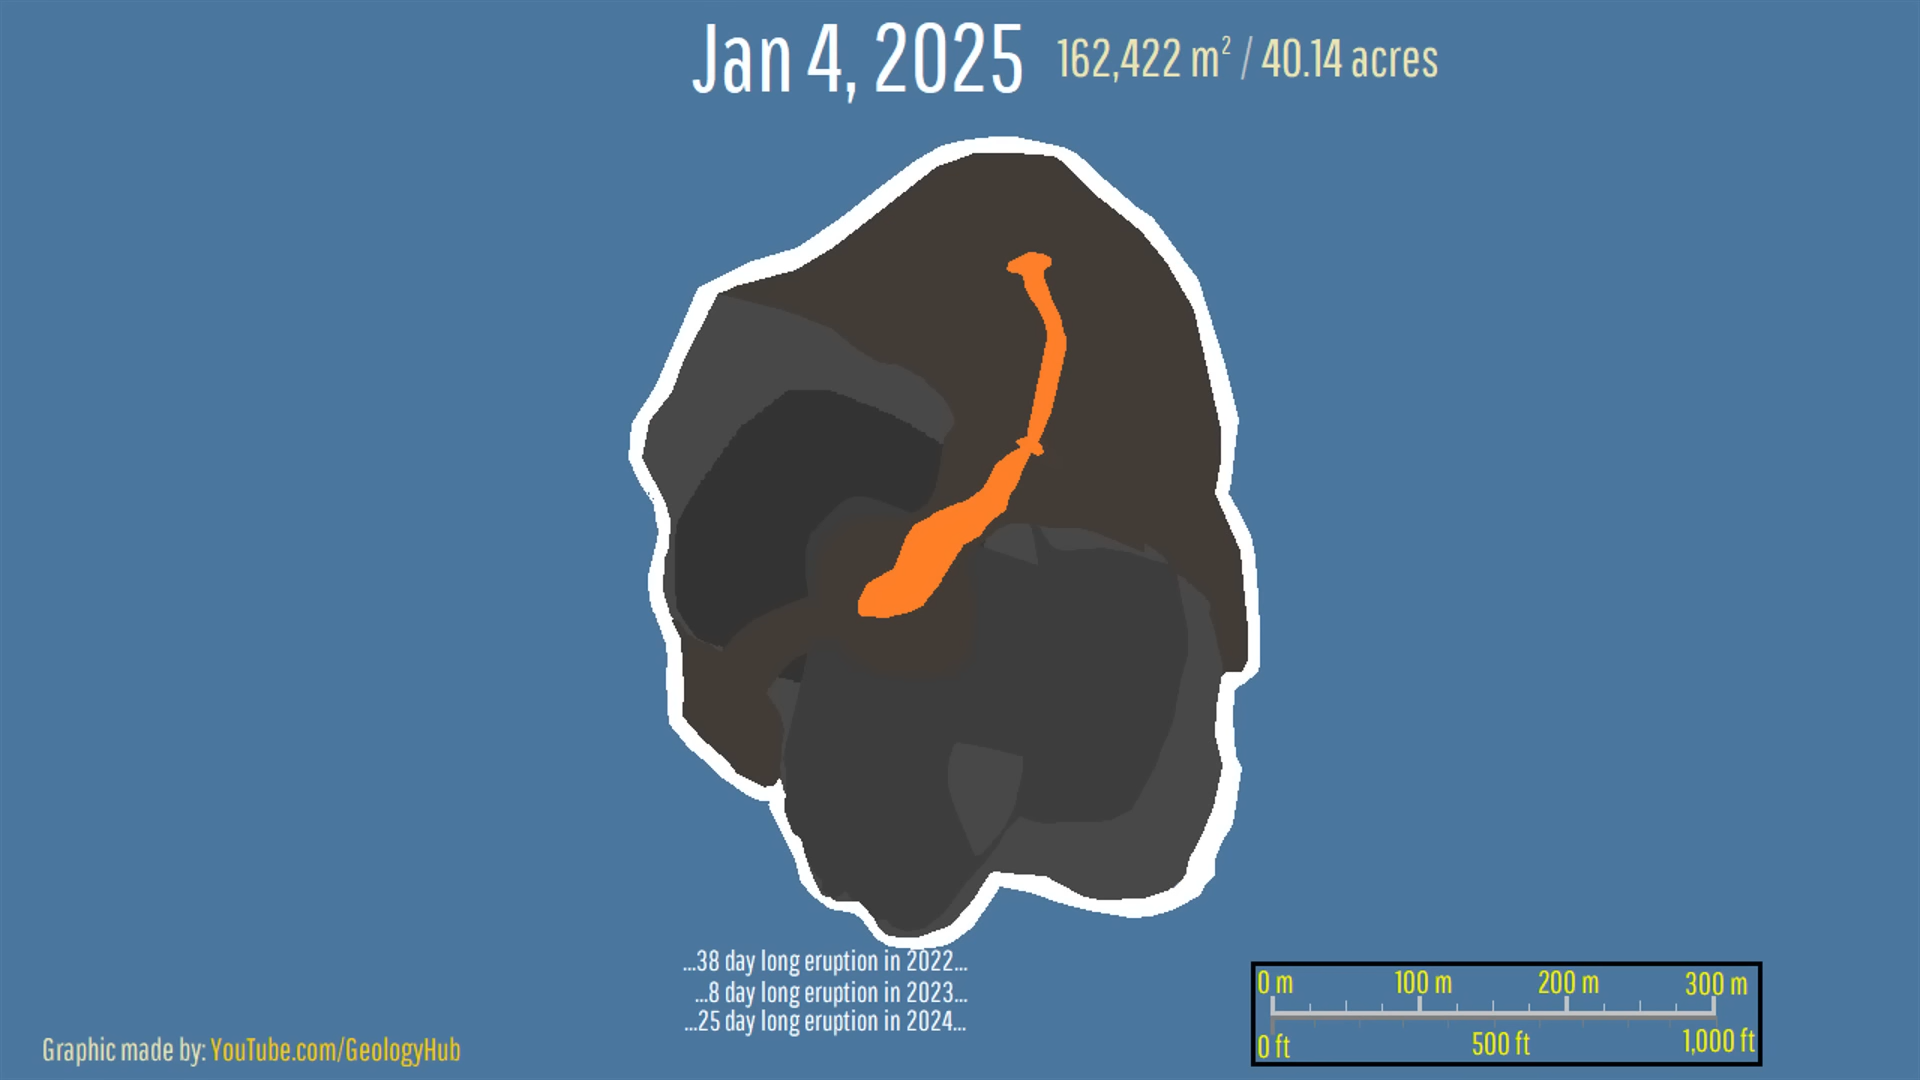 Jan 4, 2025 162,422 m² / 40.14 acres
...38 day long eruption in 2022...
...8 day long eruption in 2023...
...25 day long eruption in 2024...
0 m 100 m 200 m 300 m
0 ft 500 ft 1,000 ft
Graphic made by: YouTube.com/GeologyHub